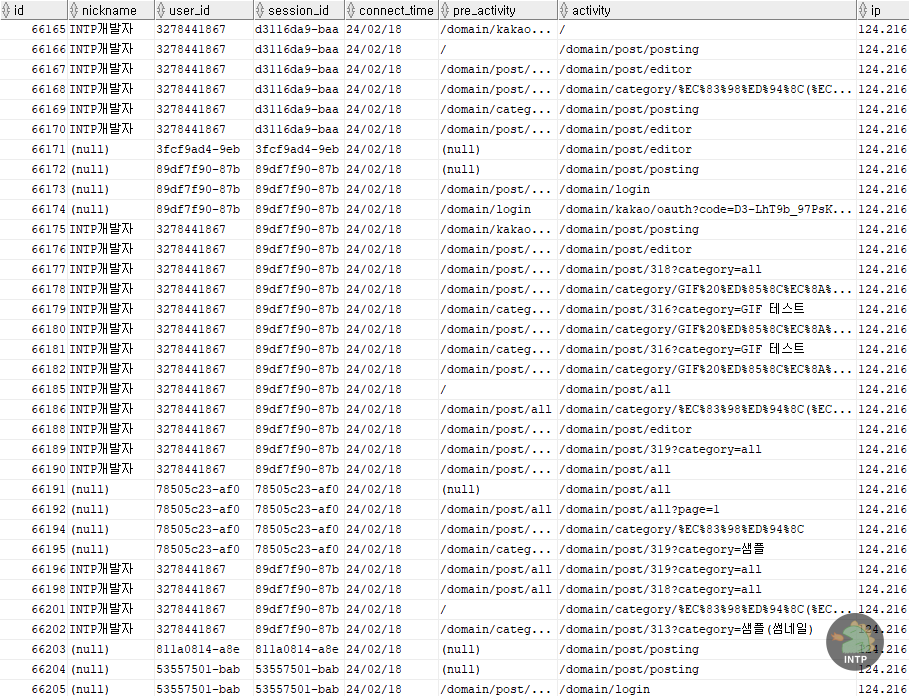 id nickname user_id session_id connect_time pre_activity activity ip
66165 INTP개발자 3278441867 d3116da9-baa 24/02/18 /domain/kakao... / 124.216
66166 INTP개발자 3278441867 d3116da9-baa 24/02/18 / /domain/post/posting 124.216
66167 INTP개발자 3278441867 d3116da9-baa 24/02/18 /domain/post/... /domain/post/editor 124.216
66168 INTP개발자 3278441867 d3116da9-baa 24/02/18 /domain/post/... /domain/category/%EC%83%98%ED%94%8C(%EC... 124.216
66169 INTP개발자 3278441867 d3116da9-baa 24/02/18 /domain/categ... /domain/post/posting 124.216
66170 INTP개발자 3278441867 d3116da9-baa 24/02/18 /domain/post/... /domain/post/editor 124.216
66171 (null) 3fcf9ad4-9eb 3fcf9ad4-9eb 24/02/18 (null) /domain/post/editor 124.216
66172 (null) 89df7f90-87b 89df7f90-87b 24/02/18 (null) /domain/post/posting 124.216
66173 (null) 89df7f90-87b 89df7f90-87b 24/02/18 /domain/post/... /domain/login 124.216
66174 (null) 89df7f90-87b 89df7f90-87b 24/02/18 /domain/login /domain/kakao/oauth?code=D3-LhT9b_97PsK... 124.216
66175 INTP개발자 3278441867 89df7f90-87b 24/02/18 /domain/kakao... /domain/post/posting 124.216
66176 INTP개발자 3278441867 89df7f90-87b 24/02/18 /domain/post/... /domain/post/editor 124.216
66177 INTP개발자 3278441867 89df7f90-87b 24/02/18 /domain/post/... /domain/post/318?category=all 124.216
66178 INTP개발자 3278441867 89df7f90-87b 24/02/18 /domain/post/... /domain/category/GIF%20%ED%85%8C%EC%8A%... 124.216
66179 INTP개발자 3278441867 89df7f90-87b 24/02/18 /domain/categ... /domain/post/316?category=GIF 테스트 124.216
66180 INTP개발자 3278441867 89df7f90-87b 24/02/18 /domain/post/... /domain/category/GIF%20%ED%85%8C%EC%8A%... 124.216
66181 INTP개발자 3278441867 89df7f90-87b 24/02/18 /domain/categ... /domain/post/316?category=GIF 테스트 124.216
66182 INTP개발자 3278441867 89df7f90-87b 24/02/18 /domain/post/... /domain/category/GIF%20%ED%85%8C%EC%8A%... 124.216
66185 INTP개발자 3278441867 89df7f90-87b 24/02/18 / /domain/post/all 124.216
66186 INTP개발자 3278441867 89df7f90-87b 24/02/18 /domain/post/all /domain/category/%EC%83%98%ED%94%8C(%EC... 124.216
66188 INTP개발자 3278441867 89df7f90-87b 24/02/18 /domain/post/... /domain/post/editor 124.216
66189 INTP개발자 3278441867 89df7f90-87b 24/02/18 /domain/post/... /domain/post/319?category=all 124.216
66190 INTP개발자 3278441867 89df7f90-87b 24/02/18 /domain/post/... /domain/post/all 124.216
66191 (null) 78505c23-af0 78505c23-af0 24/02/18 (null) /domain/post/all 124.216
66192 (null) 78505c23-af0 78505c23-af0 24/02/18 /domain/post/all /domain/post/all?page=1 124.216
66194 (null) 78505c23-af0 78505c23-af0 24/02/18 /domain/post/... /domain/category/%EC%83%98%ED%94%8C 124.216
66195 (null) 78505c23-af0 78505c23-af0 24/02/18 /domain/categ... /domain/post/319?category=샘플 124.216
66196 INTP개발자 3278441867 89df7f90-87b 24/02/18 /domain/post/all /domain/post/319?category=all 124.216
66198 INTP개발자 3278441867 89df7f90-87b 24/02/18 /domain/post/all /domain/post/318?category=all 124.216
66201 INTP개발자 3278441867 89df7f90-87b 24/02/18 / /domain/category/%EC%83%98%ED%94%8C(%EC... 124.216
66202 INTP개발자 3278441867 89df7f90-87b 24/02/18 /domain/categ... /domain/post/313?category=샘플(썸네일) 124.216
66203 (null) 811a0814-a8e 811a0814-a8e 24/02/18 (null) /domain/post/posting 124.216
66204 (null) 53557501-bab 53557501-bab 24/02/18 (null) /domain/post/posting 124.216
66205 (null) 53557501-bab 53557501-bab 24/02/18 /domain/post/... /domain/login 124.216
INTP